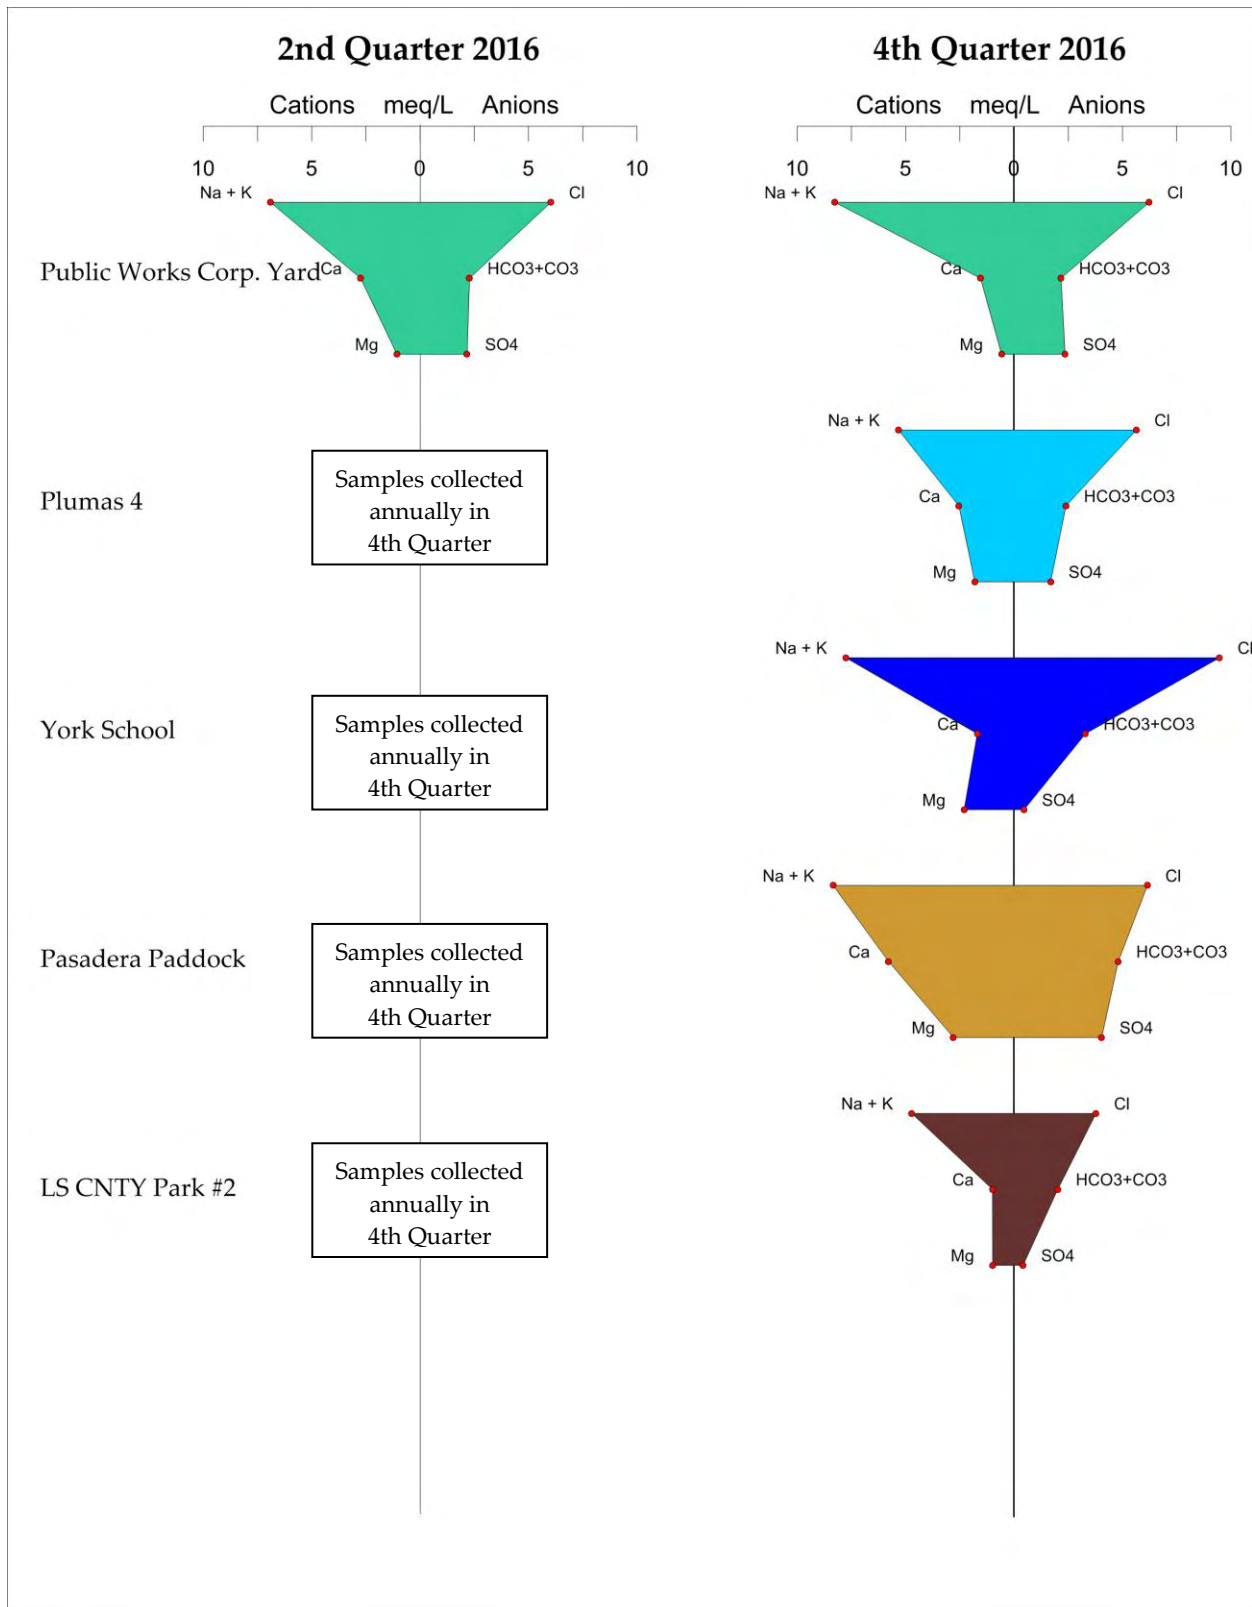 2nd Quarter 2016
4th Quarter 2016
Cations meq/L Anions
Cations meq/L Anions
10 5 0 5 10
10 5 0 5 10
Na + K Cl
Na + K Cl
Public Works Corp. Yard
Ca HCO3+CO3
Ca HCO3+CO3
Mg SO4
Mg SO4
Na + K Cl
Plumas 4
Samples collected
annually in
4th Quarter
Ca HCO3+CO3
Mg SO4
Na + K Cl
York School
Samples collected
annually in
4th Quarter
Ca HCO3+CO3
Mg SO4
Na + K Cl
Pasadera Paddock
Samples collected
annually in
4th Quarter
Ca HCO3+CO3
Mg SO4
Na + K Cl
LS CNTY Park #2
Samples collected
annually in
4th Quarter
Ca HCO3+CO3
Mg SO4